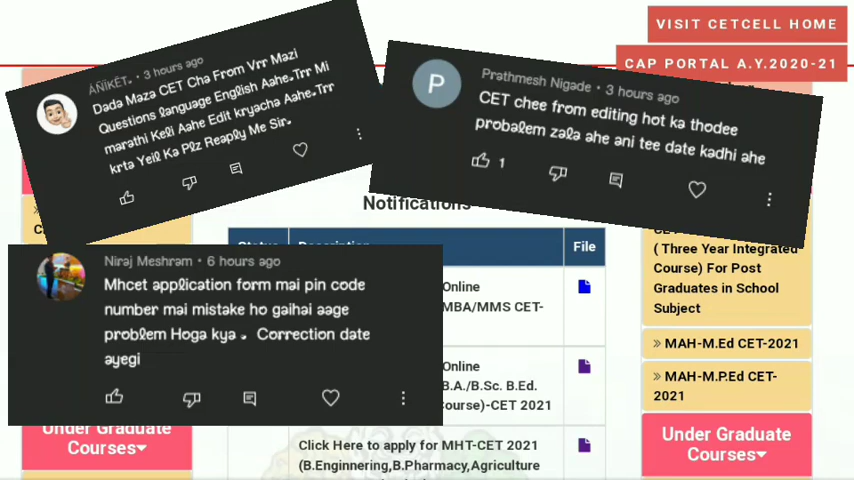 VISIT CETCELL HOME
CAP PORTAL A.Y.2020-21
ÁÑÏKÊT. • 3 hours ago
Dada Maza CET Cha From Vrr Mazi
Questions language English Aahe.Trr Mi
marathi Keli Aahe Edit kryacha Aahe.Trr
krta Yeil Ka Plz Reaply Me Sir.
P
Prathmesh Nigade • 3 hours ago
CET chee from editing hot ka thodee
probalem zala ahe ani tee date kadhi ahe
1
Notifications
File
Niraj Meshram • 6 hours ago
Mhcet application form mai pin code
number mai mistake ho gaihai aage
problem Hoga kya . Correction date
ayegi
Online
MBA/MMS CET-
Online
B.A./B.Sc. B.Ed.
Course)-CET 2021
Click Here to apply for MHT-CET 2021
(B.Enginnering,B.Pharmacy,Agriculture
( Three Year Integrated
Course) For Post
Graduates in School
Subject
» MAH-M.Ed CET-2021
» MAH-M.P.Ed CET-
2021
Under Graduate
Courses
Under Graduate
Courses